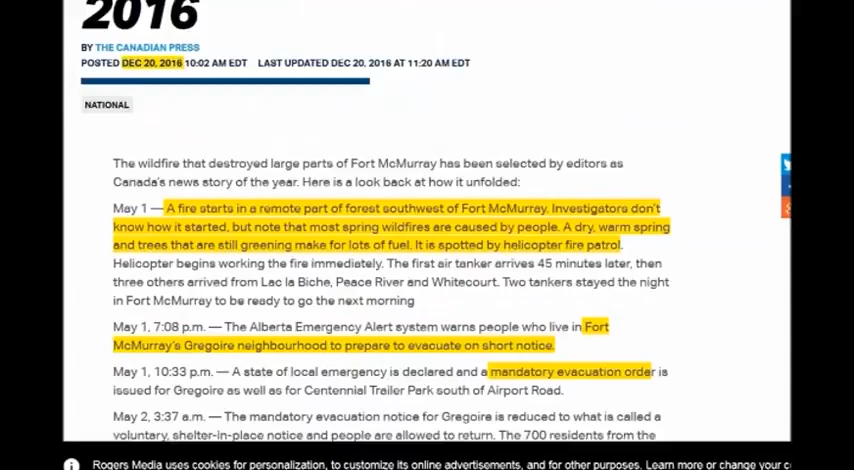 2016
BY THE CANADIAN PRESS
POSTED DEC 20, 2016 10:02 AM EDT LAST UPDATED DEC 20, 2016 AT 11:20 AM EDT
NATIONAL
The wildfire that destroyed large parts of Fort McMurray has been selected by editors as
Canada's news story of the year. Here is a look back at how it unfolded:
May 1 — A fire starts in a remote part of forest southwest of Fort McMurray. Investigators don't
know how it started, but note that most spring wildfires are caused by people. A dry, warm spring
and trees that are still greening make for lots of fuel. It is spotted by helicopter fire patrol.
Helicopter begins working the fire immediately. The first air tanker arrives 45 minutes later, then
three others arrived from Lac la Biche, Peace River and Whitecourt. Two tankers stayed the night
in Fort McMurray to be ready to go the next morning
May 1, 7:08 p.m. — The Alberta Emergency Alert system warns people who live in Fort
McMurray's Gregoire neighbourhood to prepare to evacuate on short notice.
May 1, 10:33 p.m. — A state of local emergency is declared and a mandatory evacuation order is
issued for Gregoire as well as for Centennial Trailer Park south of Airport Road.
May 2, 3:37 a.m. — The mandatory evacuation notice for Gregoire is reduced to what is called a
voluntary, shelter-in-place notice and people are allowed to return. The 700 residents from the
Rogers Media uses cookies for personalization, to customize its online advertisements, and for other purposes. Learn more or change your c